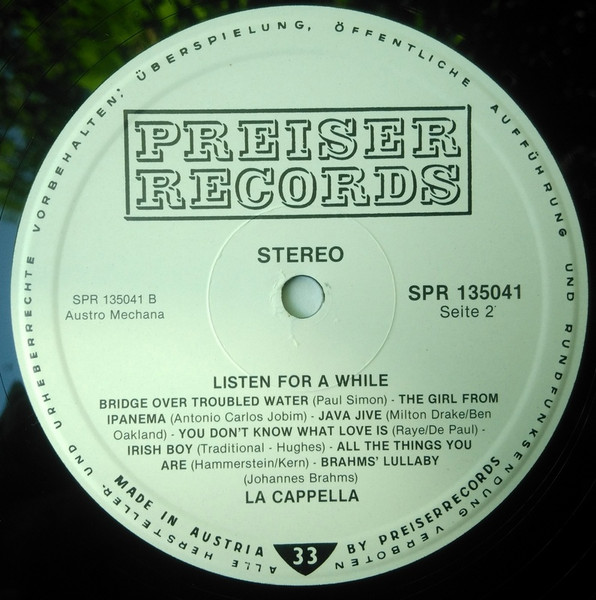 ALLE HERSTELLER- UND URHEBERRECHTE VORBEHALTEN; ÜBERSPIELUNG, ÖFFENTLICHE AUFFÜHRUNG UND RUNDFUNKSENDUNG VERBOTEN
PREISER
RECORDS
STEREO
SPR 135041 B
Austro Mechana
SPR 135041
Seite 2
LISTEN FOR A WHILE
BRIDGE OVER TROUBLED WATER (Paul Simon) - THE GIRL FROM
IPANEMA (Antonio Carlos Jobim) - JAVA JIVE (Milton Drake/Ben
Oakland) - YOU DON'T KNOW WHAT LOVE IS (Raye/De Paul) -
IRISH BOY (Traditional - Hughes) - ALL THE THINGS YOU
ARE (Hammerstein/Kern) - BRAHMS' LULLABY
(Johannes Brahms)
LA CAPPELLA
MADE IN AUSTRIA 33 BY PREISERRECORDS